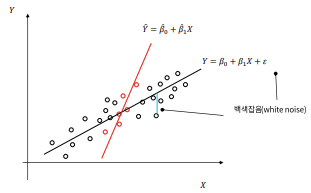 Y
Ŷ = β̂₀ + β̂₁X
Y = β₀ + β₁X + ε
백색잡음(white noise)
X